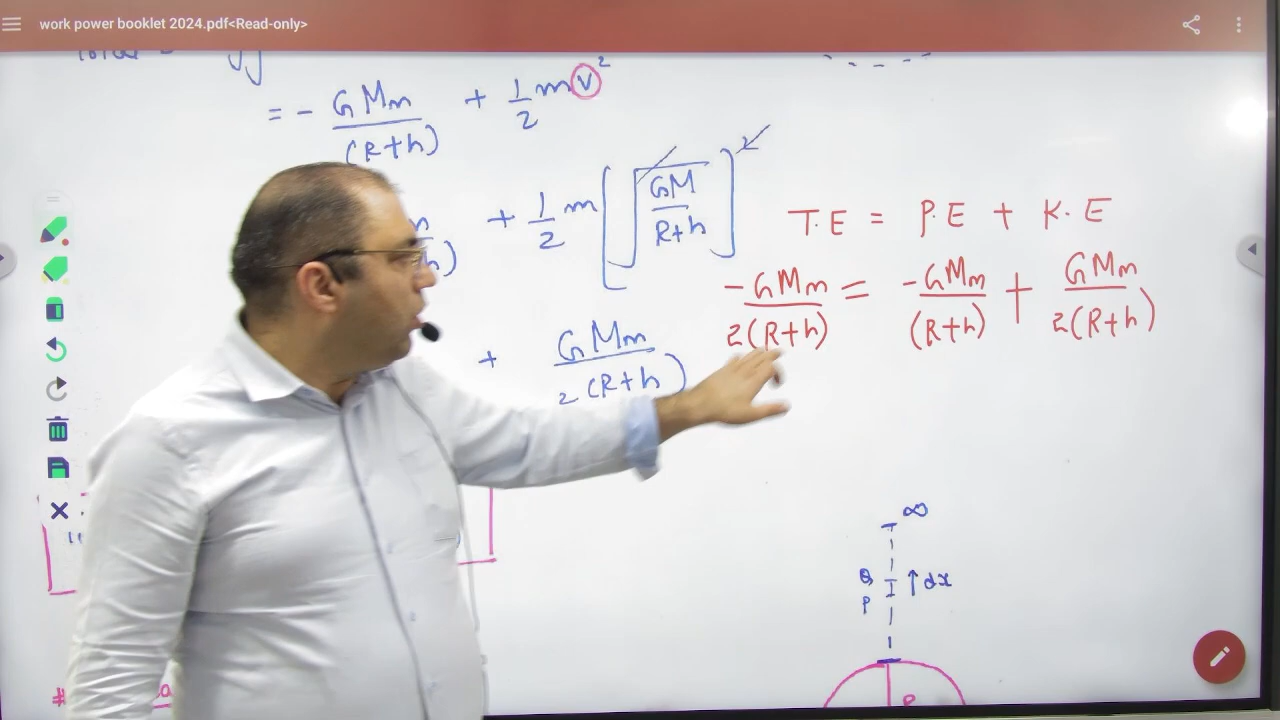 work power booklet 2024.pdf<Read-only>
= - GMm/(R+h) + 1/2 mv²
+ 1/2 m[√GM/R+h]²
T.E = P.E + K.E
-GMm/2(R+h) = -GMm/(R+h) + GMm/2(R+h)
+ GMm/2(R+h)
∞
Q ↑dx
P
#
R